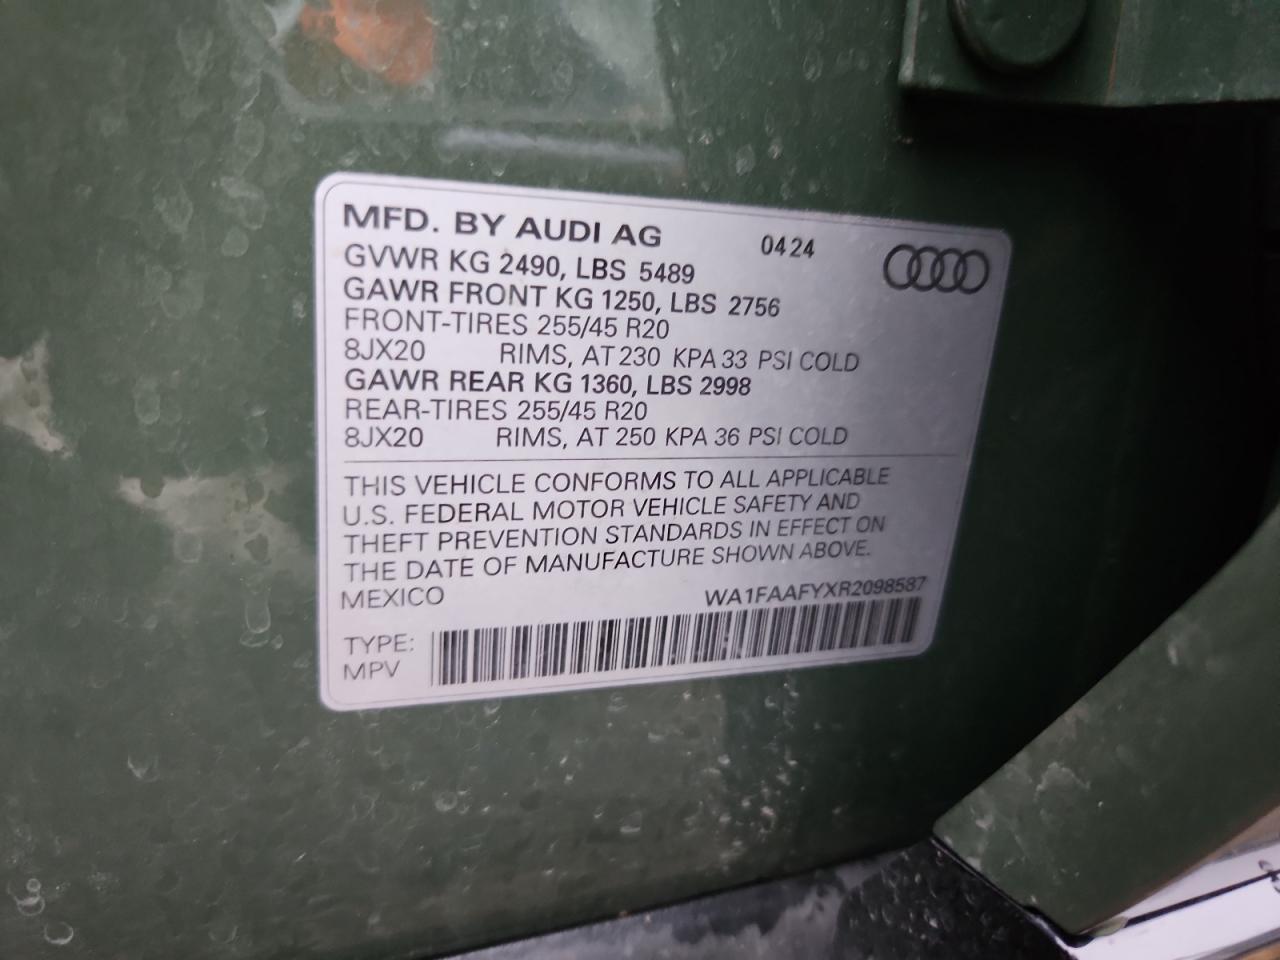 MFD. BY AUDI AG 0424
GVWR KG 2490, LBS 5489
GAWR FRONT KG 1250, LBS 2756
FRONT-TIRES 255/45 R20
8JX20 RIMS, AT 230 KPA 33 PSI COLD
GAWR REAR KG 1360, LBS 2998
REAR-TIRES 255/45 R20
8JX20 RIMS, AT 250 KPA 36 PSI COLD
THIS VEHICLE CONFORMS TO ALL APPLICABLE
U.S. FEDERAL MOTOR VEHICLE SAFETY AND
THEFT PREVENTION STANDARDS IN EFFECT ON
THE DATE OF MANUFACTURE SHOWN ABOVE.
MEXICO WA1FAAFYXR2098587
TYPE:
MPV